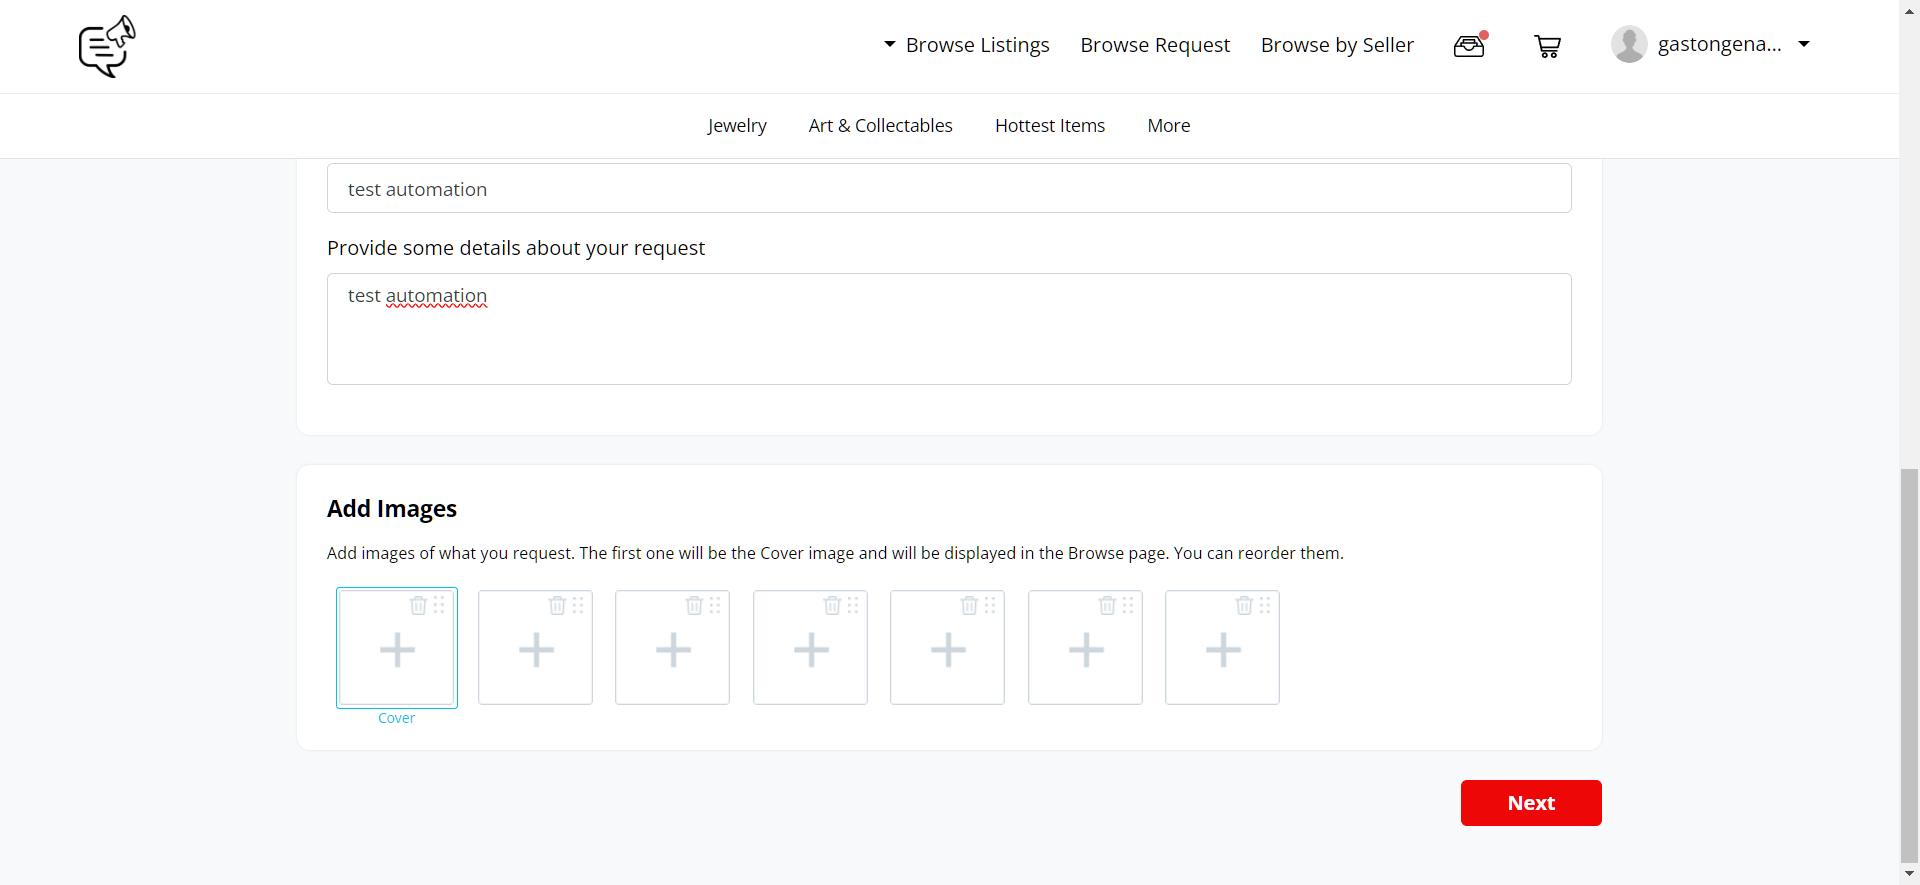 Browse Listings Browse Request Browse by Seller gastongena...
Jewelry Art & Collectables Hottest Items More
test automation
Provide some details about your request
test automation
Add Images
Add images of what you request. The first one will be the Cover image and will be displayed in the Browse page. You can reorder them.
Cover
Next